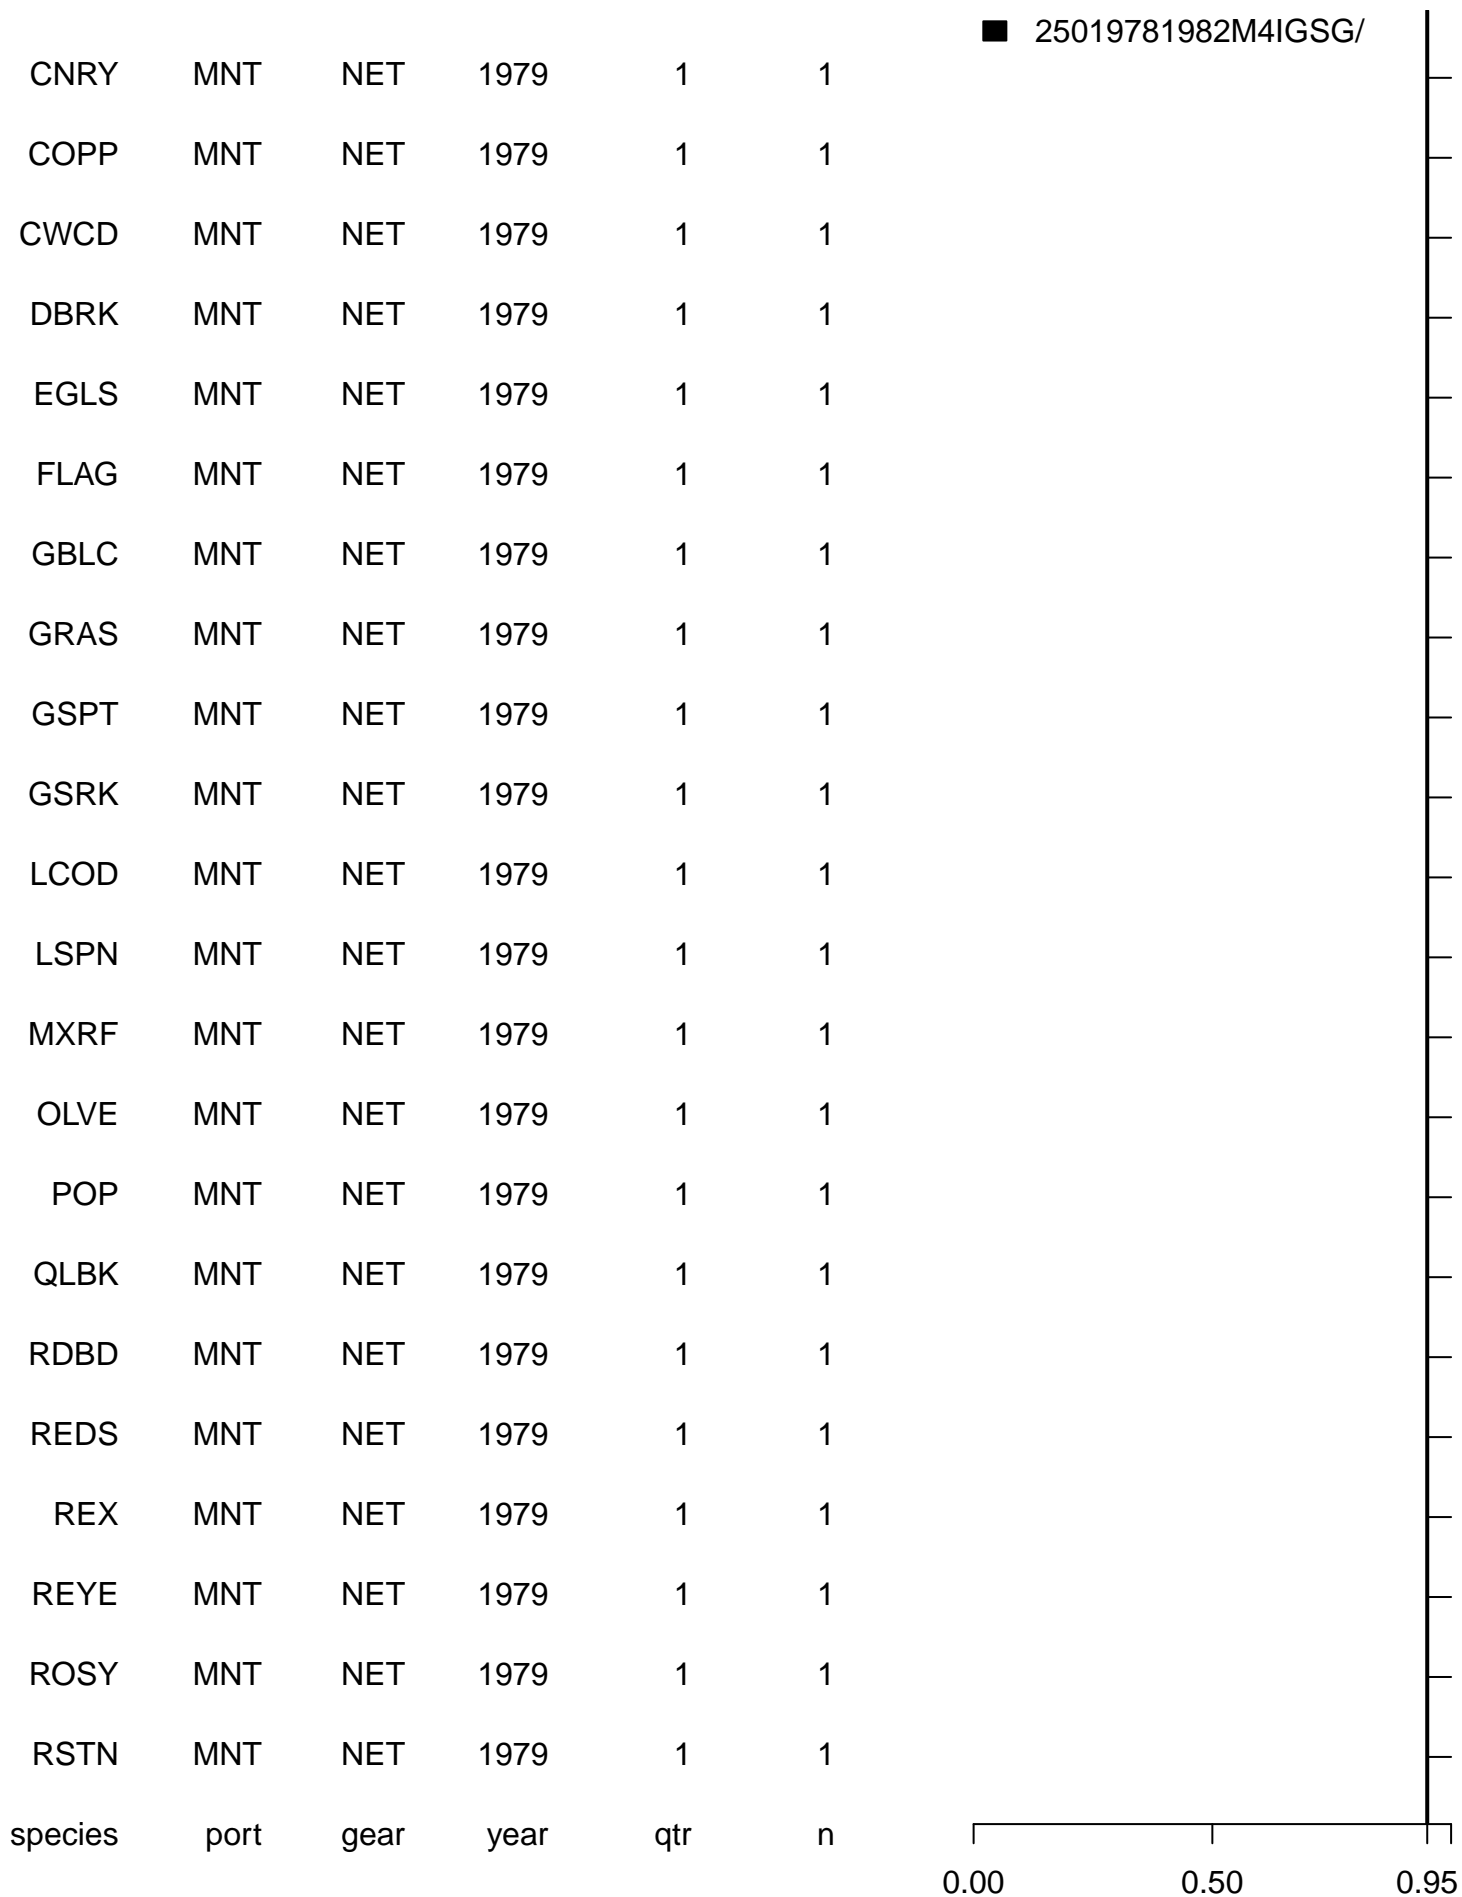 25019781982M4IGSG/
CNRY MNT NET 1979 1 1
COPP MNT NET 1979 1 1
CWCD MNT NET 1979 1 1
DBRK MNT NET 1979 1 1
EGLS MNT NET 1979 1 1
FLAG MNT NET 1979 1 1
GBLC MNT NET 1979 1 1
GRAS MNT NET 1979 1 1
GSPT MNT NET 1979 1 1
GSRK MNT NET 1979 1 1
LCOD MNT NET 1979 1 1
LSPN MNT NET 1979 1 1
MXRF MNT NET 1979 1 1
OLVE MNT NET 1979 1 1
POP MNT NET 1979 1 1
QLBK MNT NET 1979 1 1
RDBD MNT NET 1979 1 1
REDS MNT NET 1979 1 1
REX MNT NET 1979 1 1
REYE MNT NET 1979 1 1
ROSY MNT NET 1979 1 1
RSTN MNT NET 1979 1 1
species port gear year qtr n
0.00 0.50 0.95